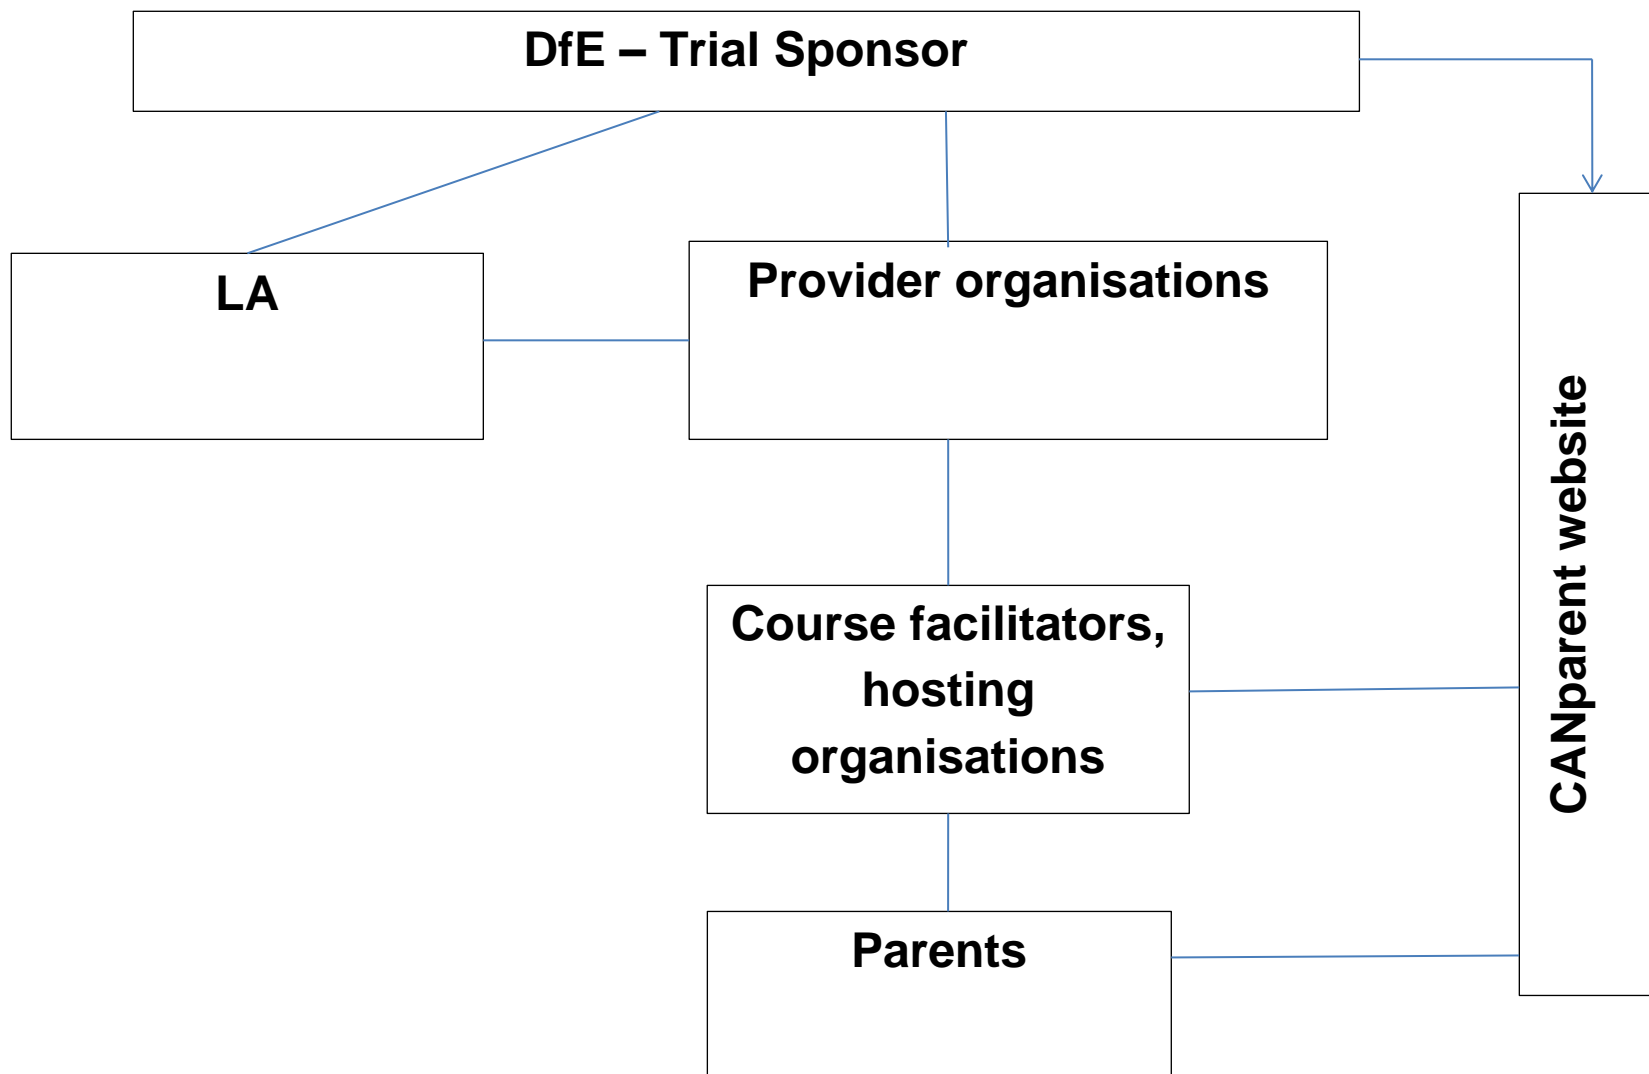 DfE – Trial Sponsor
LA
Provider organisations
CANparent website
Course facilitators,
hosting
organisations
Parents